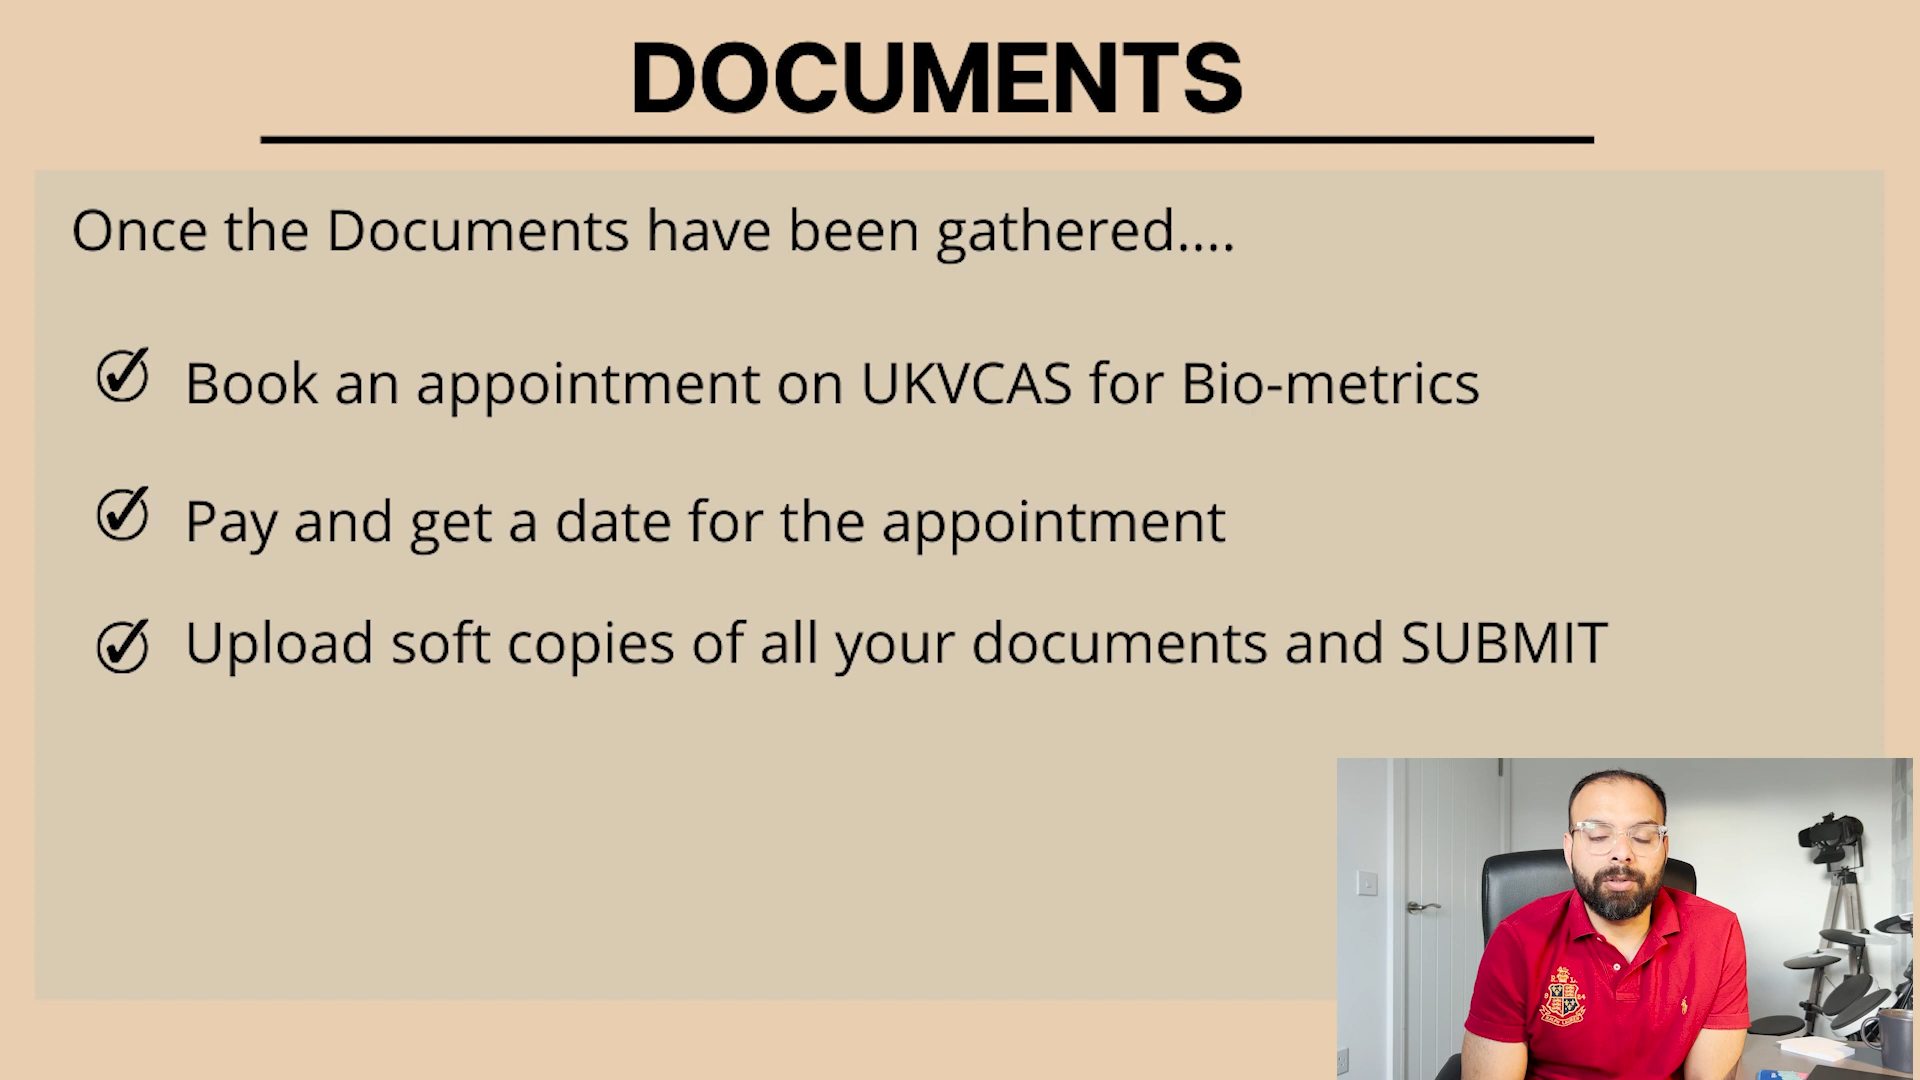 DOCUMENTS
Once the Documents have been gathered....
Book an appointment on UKVCAS for Bio-metrics
Pay and get a date for the appointment
Upload soft copies of all your documents and SUBMIT